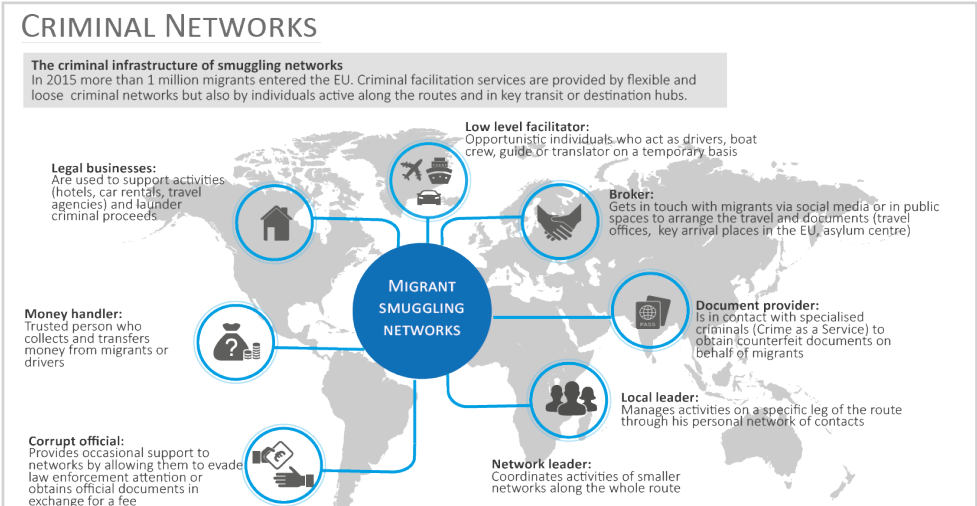 CRIMINAL NETWORKS
The criminal infrastructure of smuggling networks
In 2015 more than 1 million migrants entered the EU. Criminal facilitation services are provided by flexible and
loose criminal networks but also by individuals active along the routes and in key transit or destination hubs.
Low level facilitator:
Opportunistic individuals who act as drivers, boat
crew, guide or translator on a temporary basis
Legal businesses:
Are used to support activities
(hotels, car rentals, travel
agencies) and launder
criminal proceeds
Broker:
Gets in touch with migrants via social media or in public
spaces to arrange the travel and documents (travel
offices, key arrival places in the EU, asylum centre)
MIGRANT
SMUGGLING
NETWORKS
Money handler:
Trusted person who
collects and transfers
money from migrants or
drivers
?
PASS
Document provider:
Is in contact with specialised
criminals (Crime as a Service) to
obtain counterfeit documents on
behalf of migrants
Local leader:
Manages activities on a specific leg of the route
through his personal network of contacts
Corrupt official:
Provides occasional support to
networks by allowing them to evade
law enforcement attention or
obtains official documents in
exchange for a fee
€
Network leader:
Coordinates activities of smaller
networks along the whole route